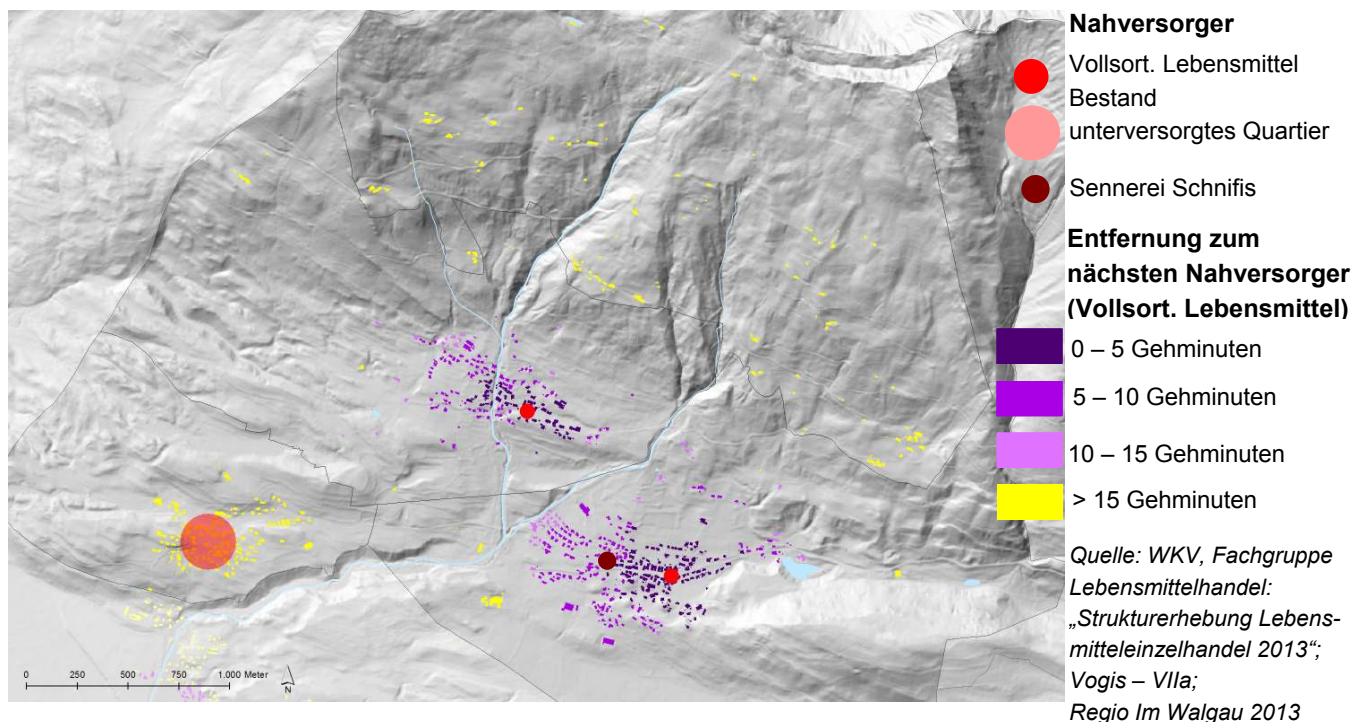 Nahversorger
Vollsort. Lebensmittel
Bestand
unterversorgtes Quartier
Sennerei Schnifis
Entfernung zum
nächsten Nahversorger
(Vollsort. Lebensmittel)
0 – 5 Gehminuten
5 – 10 Gehminuten
10 – 15 Gehminuten
> 15 Gehminuten
Quelle: WKV, Fachgruppe
Lebensmittelhandel:
„Strukturerhebung Lebens-
mitteleinzelhandel 2013“;
Vogis – VIIa;
Regio Im Walgau 2013
0 250 500 750 1.000 Meter
N